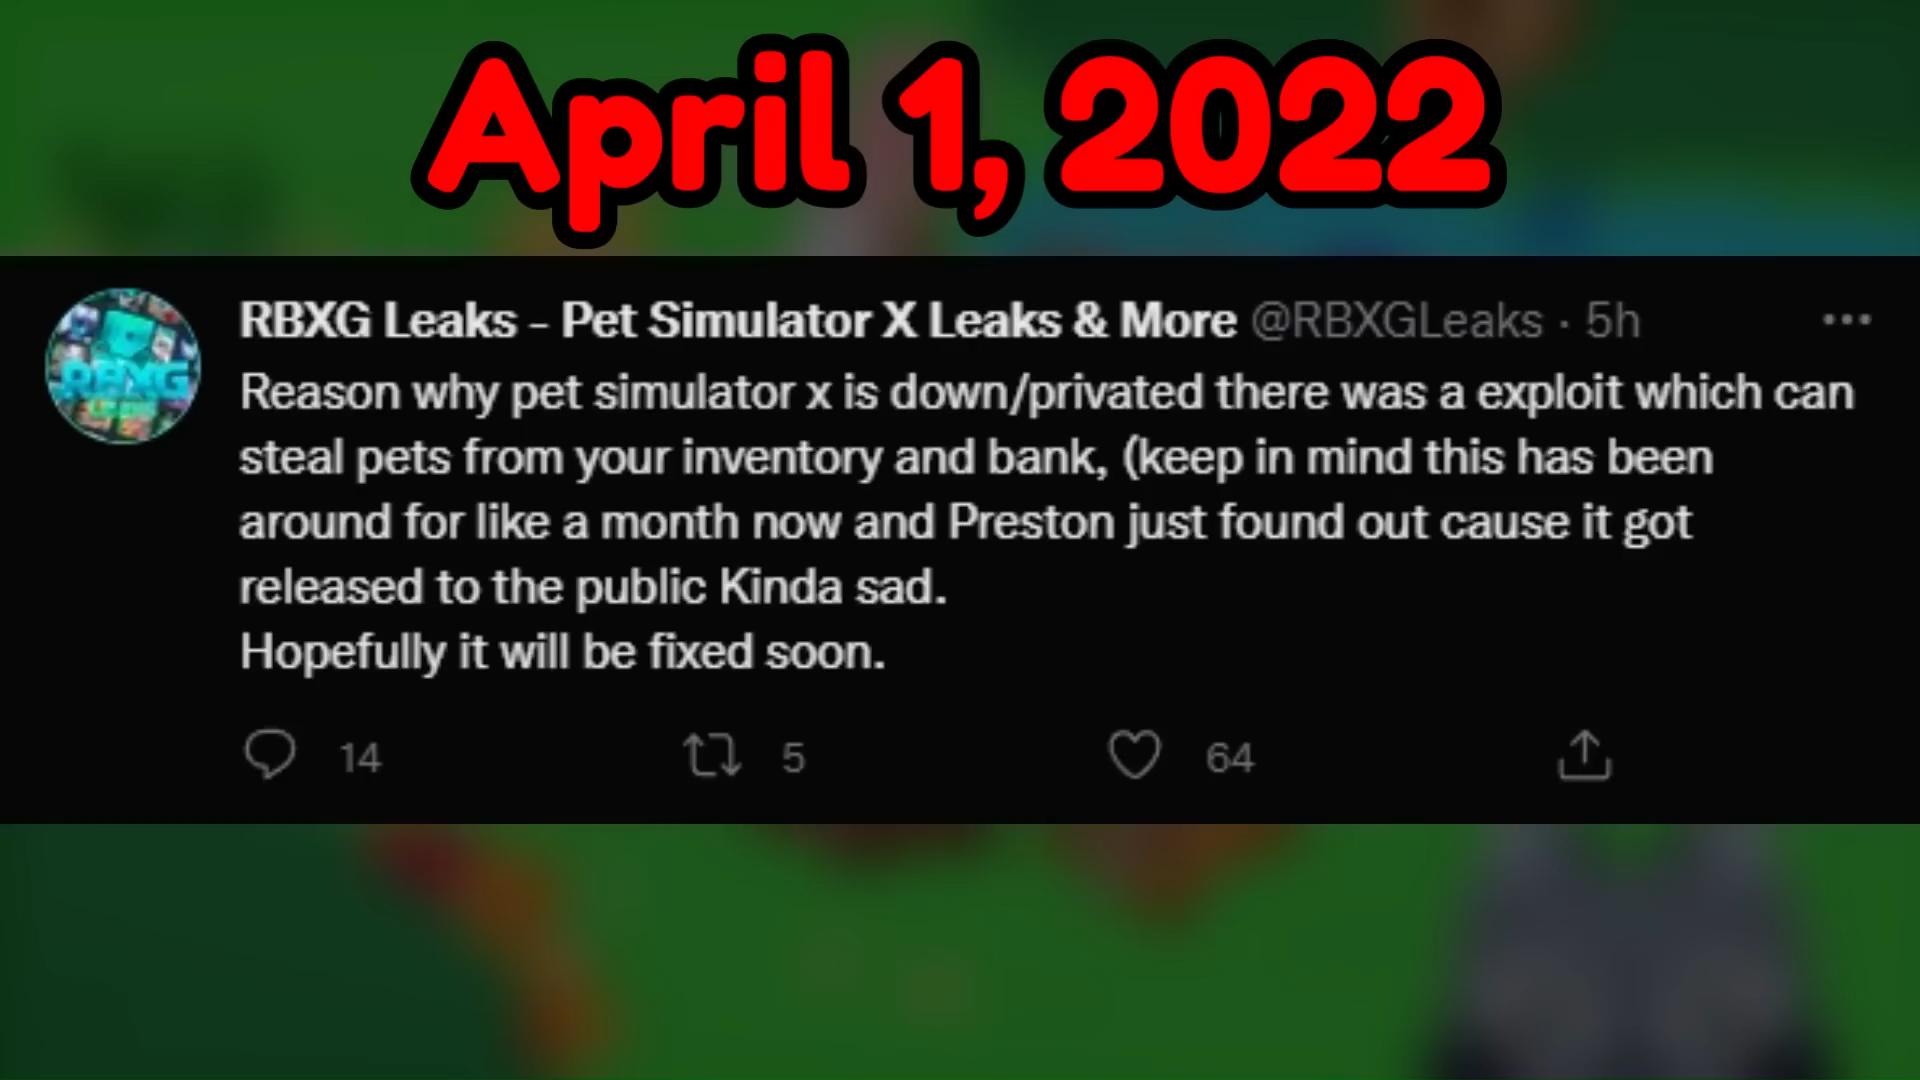 April 1, 2022
RBXG Leaks - Pet Simulator X Leaks & More @RBXGLeaks · 5h
Reason why pet simulator x is down/privated there was a exploit which can
steal pets from your inventory and bank, (keep in mind this has been
around for like a month now and Preston just found out cause it got
released to the public Kinda sad.
Hopefully it will be fixed soon.
14 5 64
RBXG